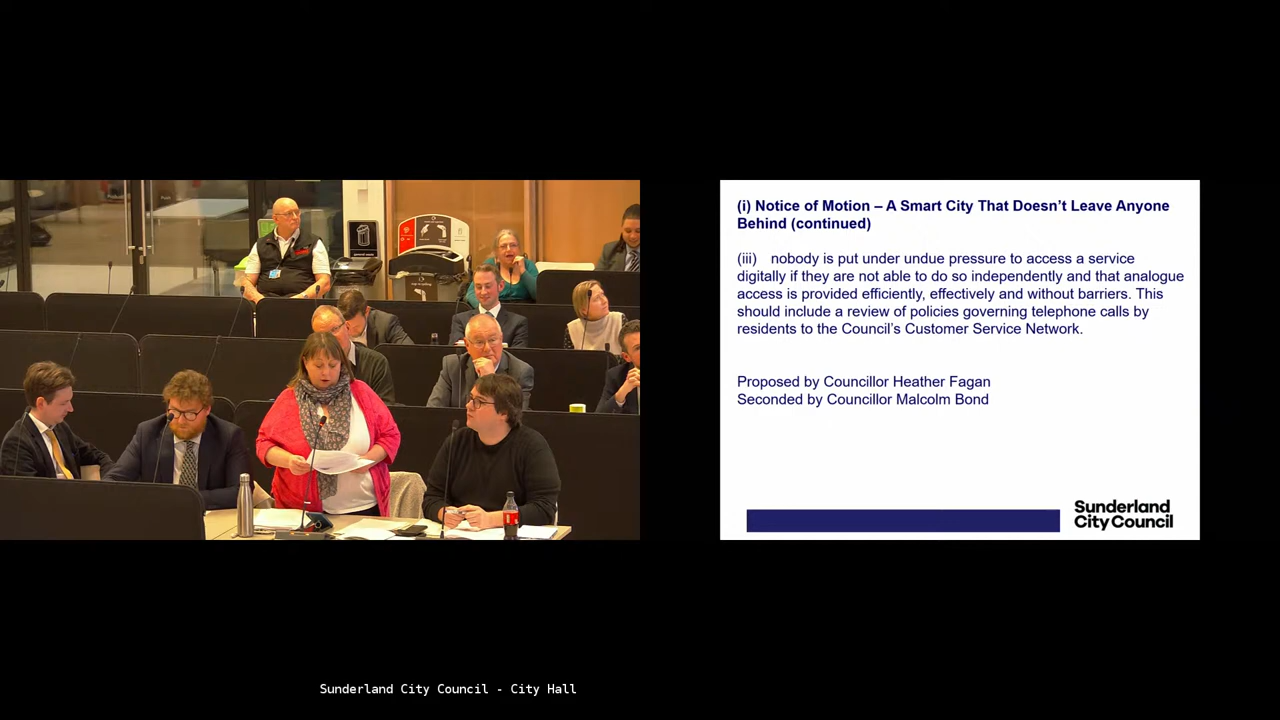 (i) Notice of Motion – A Smart City That Doesn’t Leave Anyone
Behind (continued)
(iii) nobody is put under undue pressure to access a service
digitally if they are not able to do so independently and that analogue
access is provided efficiently, effectively and without barriers. This
should include a review of policies governing telephone calls by
residents to the Council’s Customer Service Network.
Proposed by Councillor Heather Fagan
Seconded by Councillor Malcolm Bond
Sunderland
City Council
Sunderland City Council - City Hall